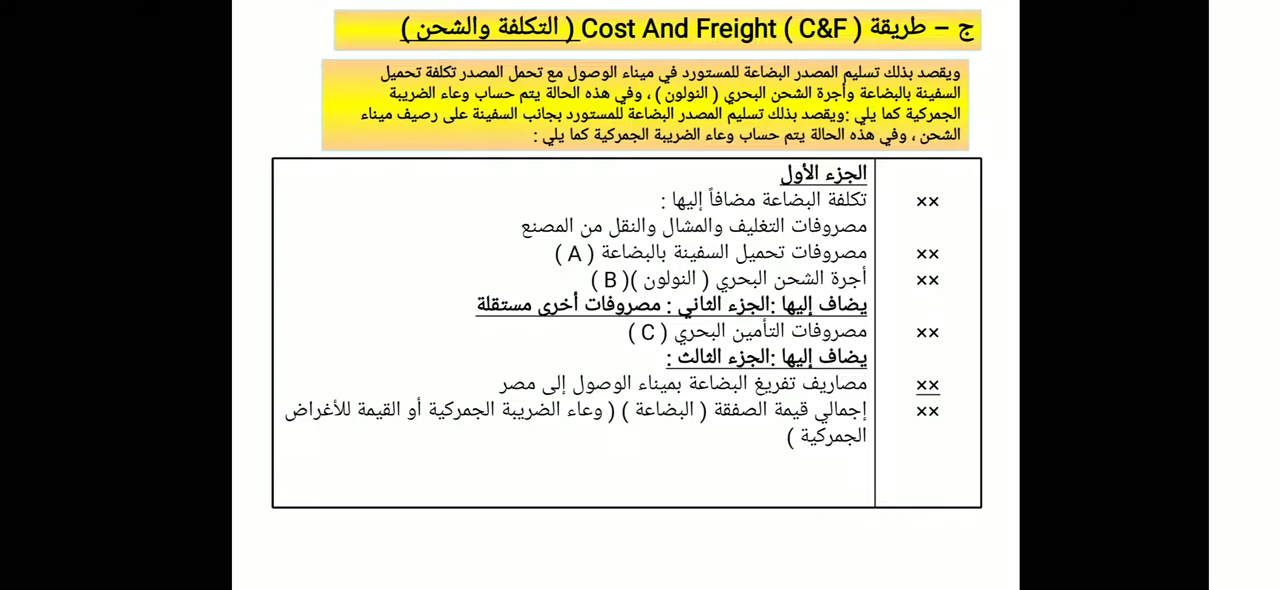 ج – طريقة Cost And Freight ( C&F ) ( التكلفة والشحن )
ويقصد بذلك تسليم المصدر البضاعة للمستورد في ميناء الوصول مع تحمل المصدر تكلفة تحميل
السفينة بالبضاعة وأجرة الشحن البحري ( النولون ) ، وفي هذه الحالة يتم حساب وعاء الضريبة
الجمركية كما يلي :ويقصد بذلك تسليم المصدر البضاعة للمستورد بجانب السفينة على رصيف ميناء
الشحن ، وفي هذه الحالة يتم حساب وعاء الضريبة الجمركية كما يلي :
الجزء الأول
×× تكلفة البضاعة مضافاً إليها :
مصروفات التغليف والمشال والنقل من المصنع
×× مصروفات تحميل السفينة بالبضاعة ( A )
×× أجرة الشحن البحري ( النولون )( B )
يضاف إليها :الجزء الثاني : مصروفات أخرى مستقلة
×× مصروفات التأمين البحري ( C )
يضاف إليها :الجزء الثالث :
×× مصاريف تفريغ البضاعة بميناء الوصول إلى مصر
×× إجمالي قيمة الصفقة ( البضاعة ) ( وعاء الضريبة الجمركية أو القيمة للأغراض
الجمركية )